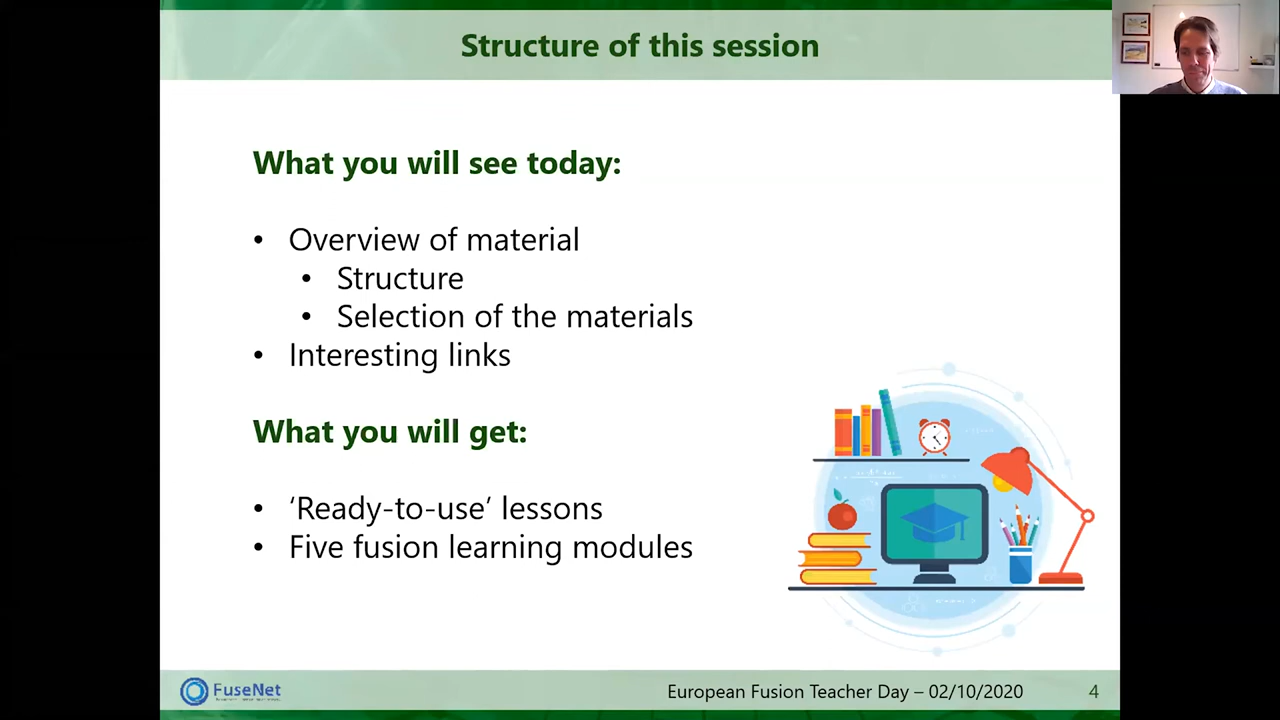 Structure of this session
What you will see today:
• Overview of material
• Structure
• Selection of the materials
• Interesting links
What you will get:
• ‘Ready-to-use’ lessons
• Five fusion learning modules
FuseNet
European Fusion Teacher Day – 02/10/2020
4